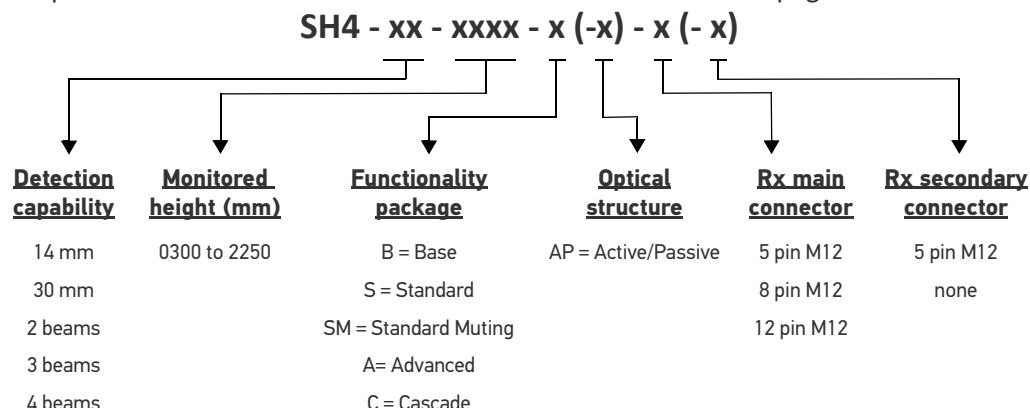 SH4 - xx - xxxx - x (-x) - x (- x)
Detection capability
Monitored height (mm)
Functionality package
Optical structure
Rx main connector
Rx secondary connector
14 mm
0300 to 2250
B = Base
AP = Active/Passive
5 pin M12
5 pin M12
30 mm
S = Standard
8 pin M12
none
2 beams
SM = Standard Muting
12 pin M12
3 beams
A= Advanced
4 beams
C = Cascade